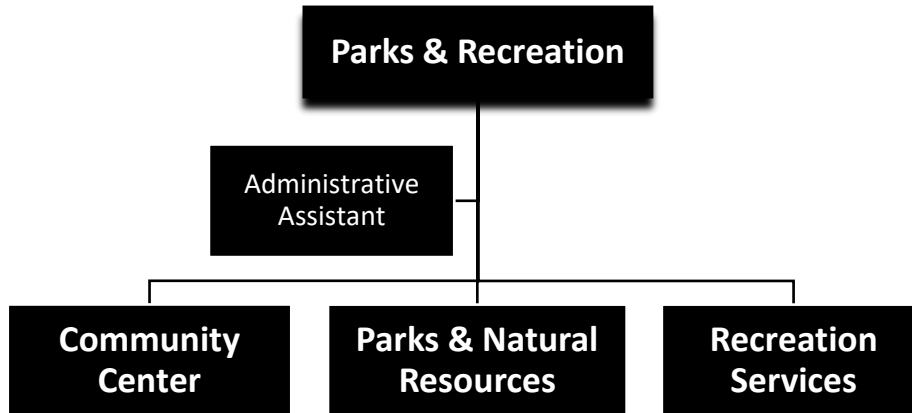 Parks & Recreation
Administrative
Assistant
Community
Center
Parks & Natural
Resources
Recreation
Services